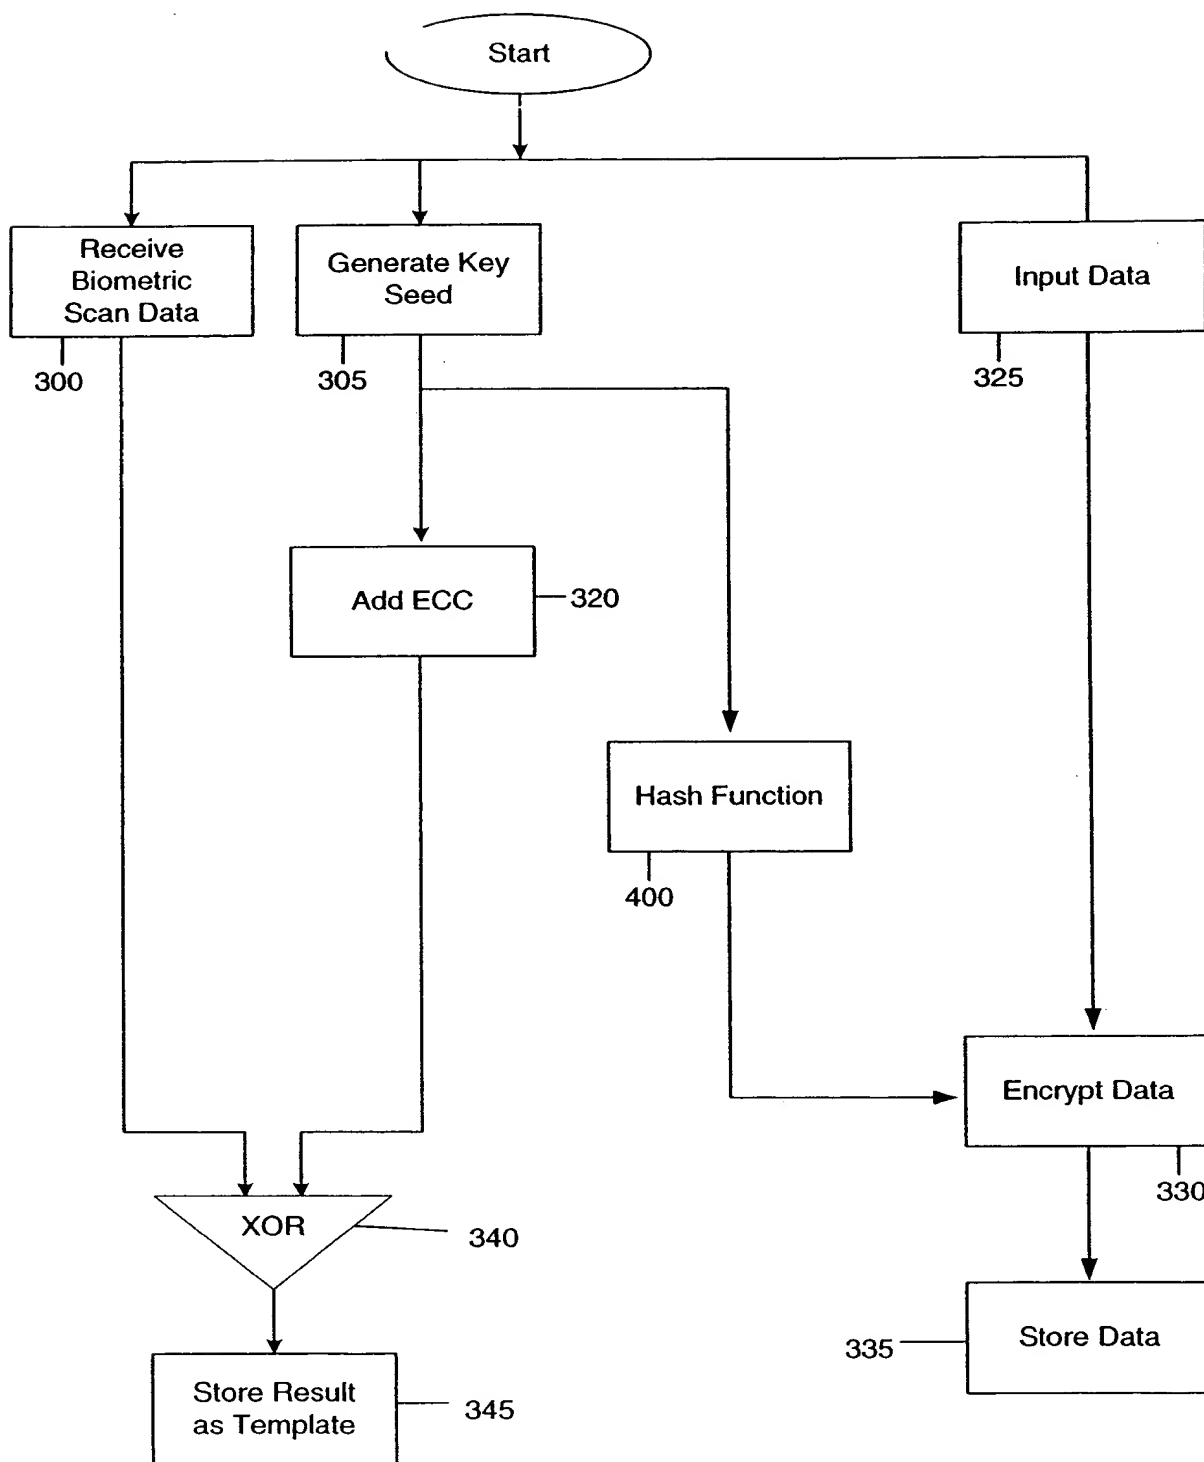 Start
Receive
Biometric
Scan Data
300
Generate Key
Seed
305
Input Data
325
Add ECC
320
Hash Function
400
Encrypt Data
330
XOR
340
Store Data
335
Store Result
as Template
345